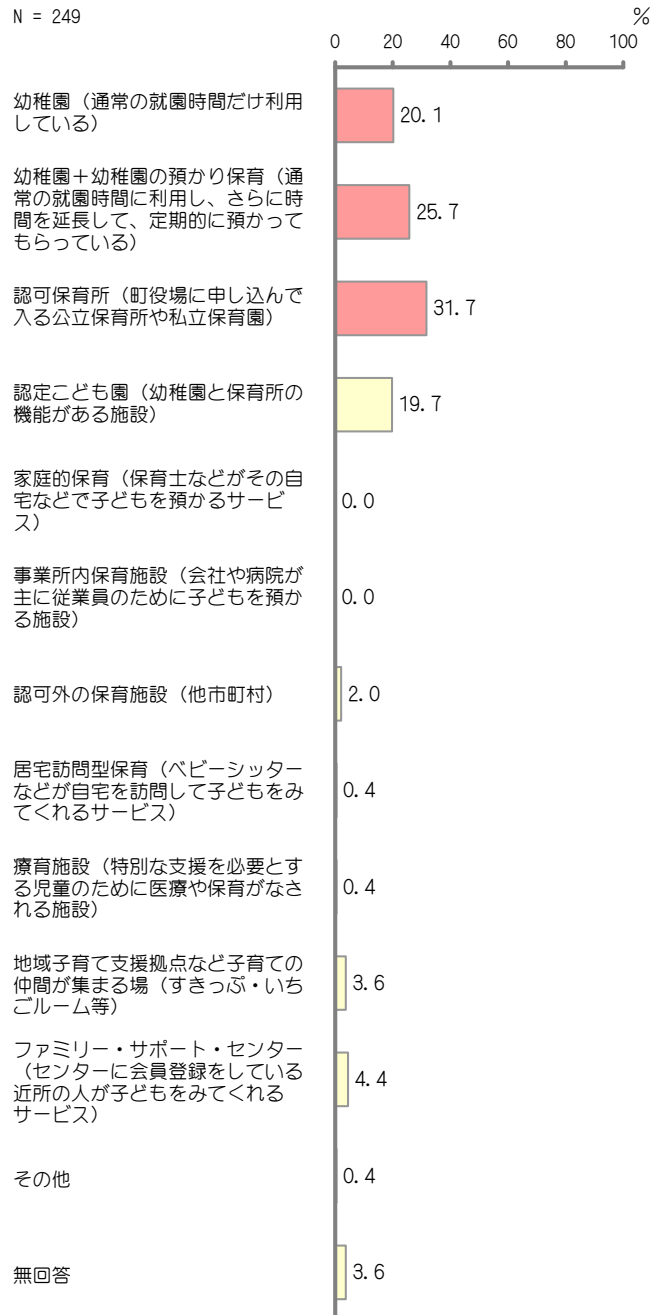 N = 249
%
0 20 40 60 80 100
幼稚園（通常の就園時間だけ利用
している）
20.1
幼稚園＋幼稚園の預かり保育（通
常の就園時間に利用し、さらに時
間を延長して、定期的に預かって
もらっている）
25.7
認可保育所（町役場に申し込んで
入る公立保育所や私立保育園）
31.7
認定こども園（幼稚園と保育所の
機能がある施設）
19.7
家庭的保育（保育士などがその自
宅などで子どもを預かるサービ
ス）
0.0
事業所内保育施設（会社や病院が
主に従業員のために子どもを預か
る施設）
0.0
認可外の保育施設（他市町村）
2.0
居宅訪問型保育（ベビーシッター
などが自宅を訪問して子どもをみ
てくれるサービス）
0.4
療育施設（特別な支援を必要とす
る児童のために医療や保育がなさ
れる施設）
0.4
地域子育て支援拠点など子育ての
仲間が集まる場（すきっぷ・いち
ごルーム等）
3.6
ファミリー・サポート・センター
（センターに会員登録をしている
近所の人が子どもをみてくれる
サービス）
4.4
その他
0.4
無回答
3.6